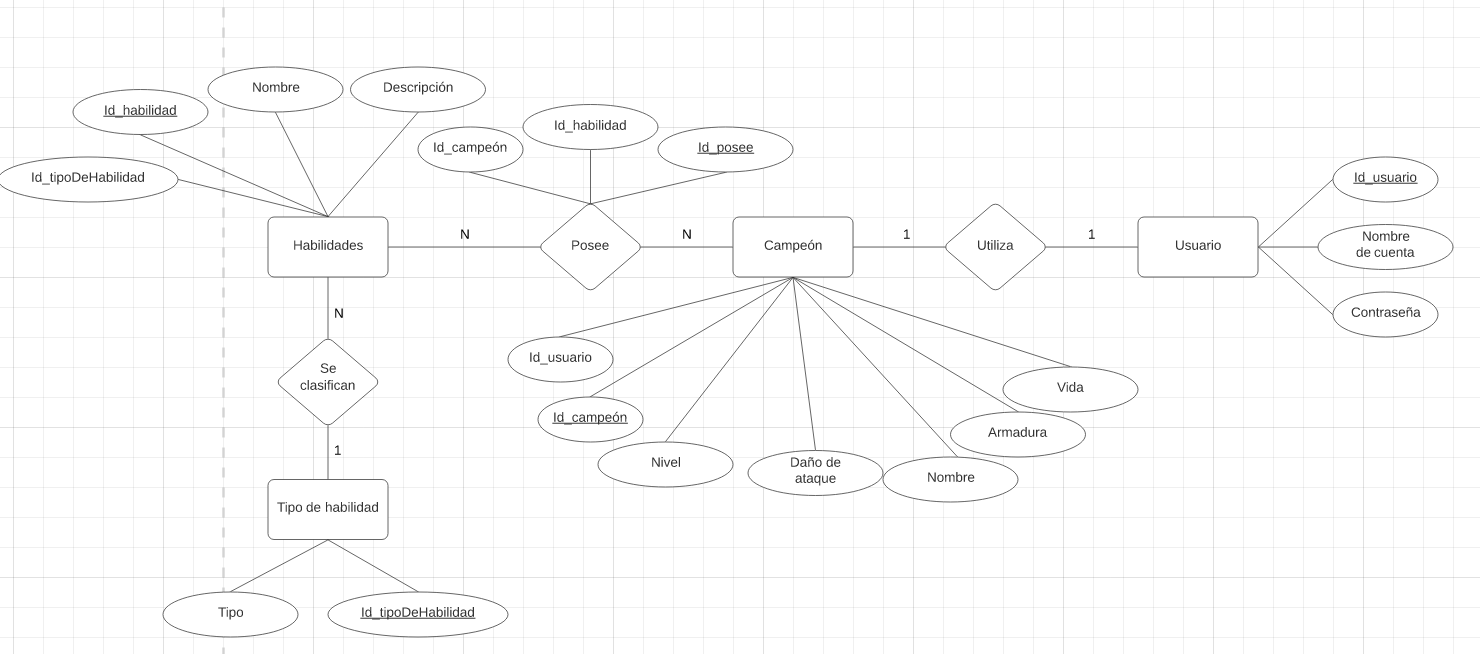 Nombre
Descripción
Id_habilidad
Id_tipoDeHabilidad
Id_campeón
Id_habilidad
Id_posee
Id_usuario
Nombre
de cuenta
Contraseña
Habilidades
N
Posee
N
Campeón
1
Utiliza
1
Usuario
N
Se
clasifican
1
Tipo de habilidad
Tipo
Id_tipoDeHabilidad
Id_usuario
Id_campeón
Nivel
Daño de
ataque
Nombre
Armadura
Vida